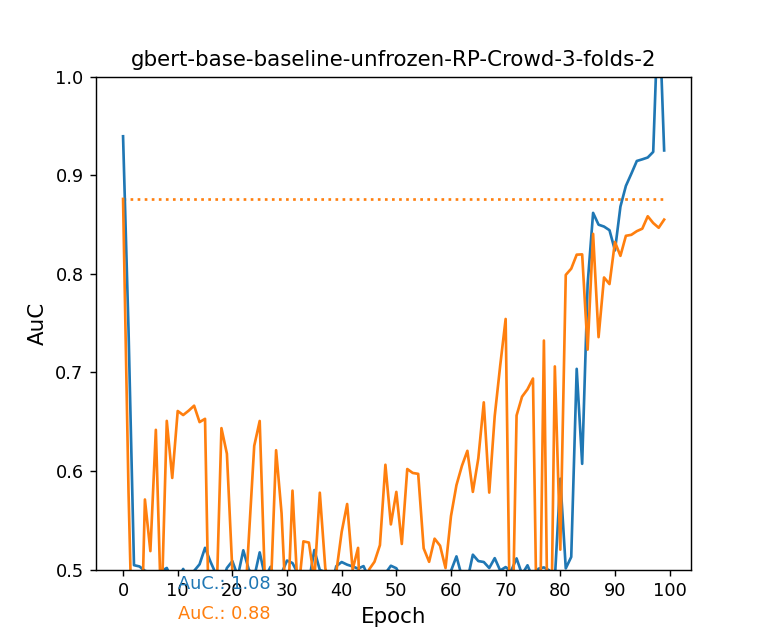 gbert-base-baseline-unfrozen-RP-Crowd-3-folds-2
1.0
0.9
0.8
0.7
0.6
0.5
AuC
0 10 20 30 40 50 60 70 80 90 100
AuC.: 1.08
AuC.: 0.88
Epoch